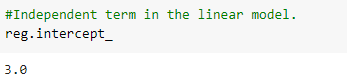 #Independent term in the linear model.
reg.intercept_
3.0